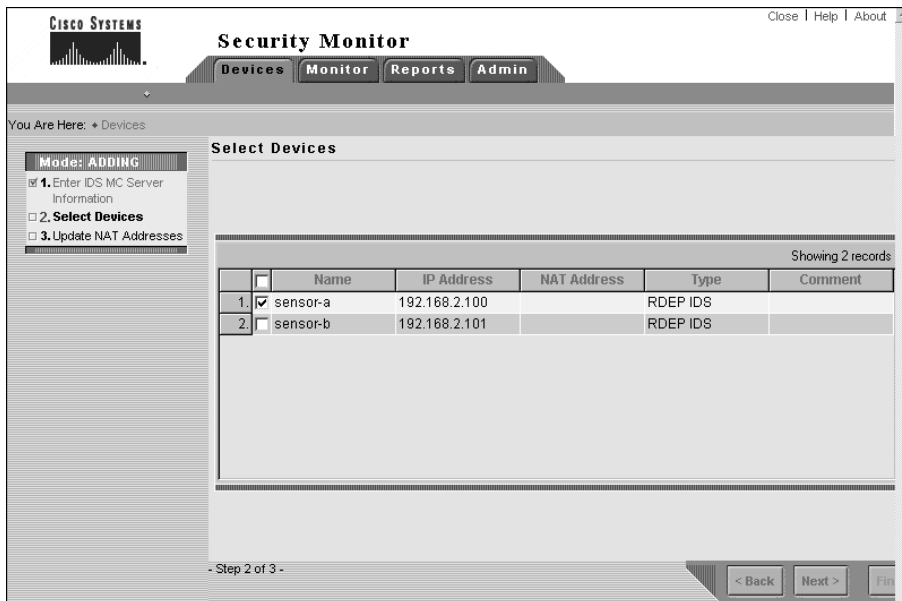 Close | Help | About
CISCO SYSTEMS
Security Monitor
Devices Monitor Reports Admin
You Are Here: Devices
Mode: ADDING
1. Enter IDS MC Server
Information
2. Select Devices
3. Update NAT Addresses
Select Devices
Showing 2 records
Name IP Address NAT Address Type Comment
1. sensor-a 192.168.2.100 RDEP IDS
2. sensor-b 192.168.2.101 RDEP IDS
- Step 2 of 3 -
< Back Next > Fin